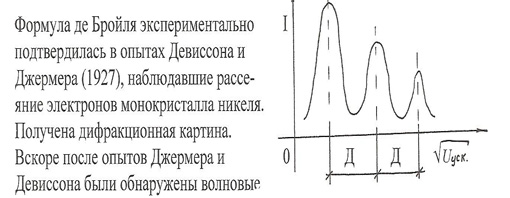 Формула де Бройля экспериментально
подтвердилась в опытах Девиссона и
Джермера (1927), наблюдавшие рассе-
яние электронов монокристалла никеля.
Получена дифракционная картина.
Вскоре после опытов Джермера и
Девиссона были обнаружены волновые
I
0
Д Д
√Uуск.